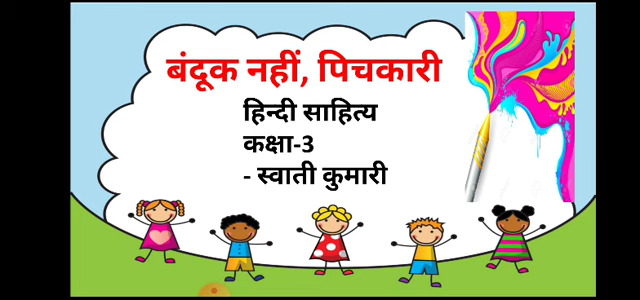 बंदूक नहीं, पिचकारी
हिन्दी साहित्य
कक्षा-3
- स्वाती कुमारी